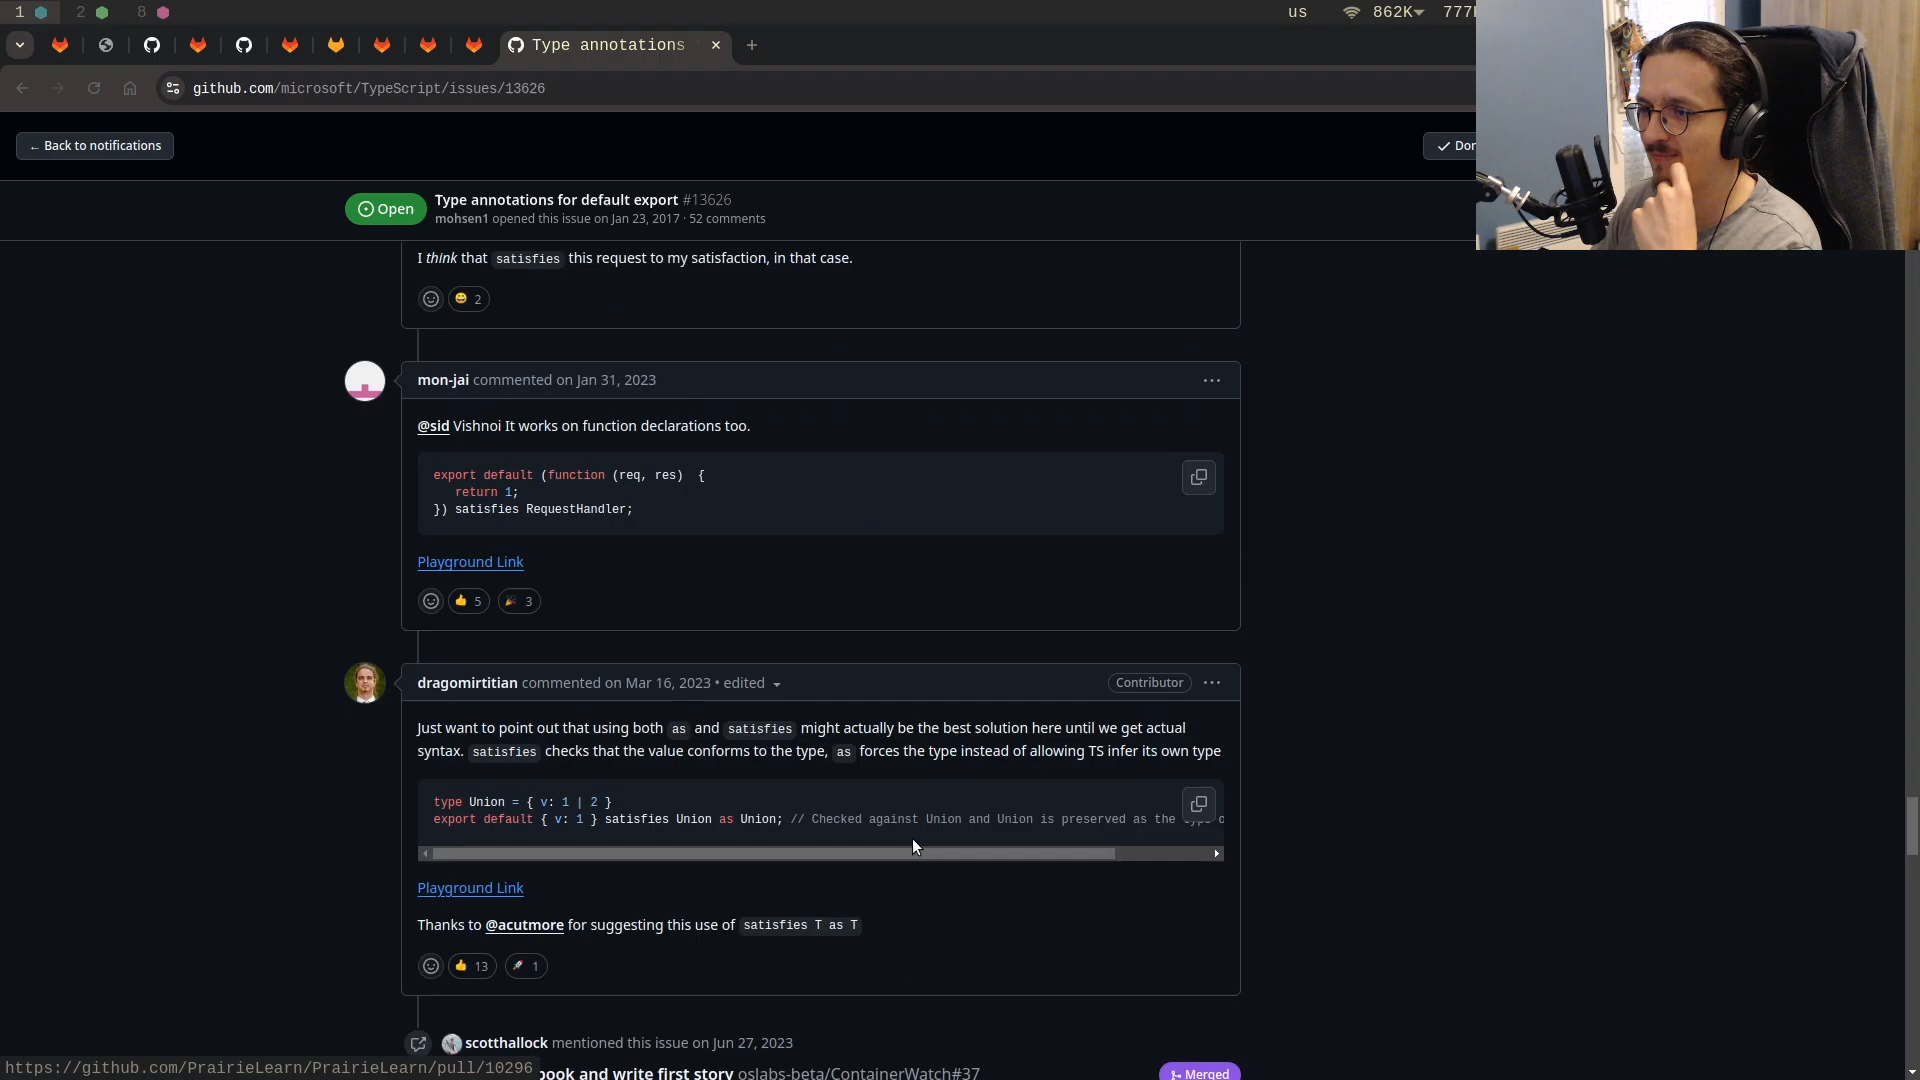 1 2 8 us 862K 777
Type annotations
github.com/microsoft/TypeScript/issues/13626
← Back to notifications
Open
Type annotations for default export #13626
mohsen1 opened this issue on Jan 23, 2017 · 52 comments
I think that satisfies this request to my satisfaction, in that case.
2
mon-jai commented on Jan 31, 2023
@sid Vishnoi It works on function declarations too.
export default (function (req, res)  {
return 1;
}) satisfies RequestHandler;
Playground Link
5 3
dragomirtitian commented on Mar 16, 2023 • edited
Contributor
Just want to point out that using both as and satisfies might actually be the best solution here until we get actual
syntax. satisfies checks that the value conforms to the type, as forces the type instead of allowing TS infer its own type
type Union = { v: 1 | 2 }
export default { v: 1 } satisfies Union as Union; // Checked against Union and Union is preserved as the type
Playground Link
Thanks to @acutmore for suggesting this use of satisfies T as T
13 1
scotthallock mentioned this issue on Jun 27, 2023
book and write first story oslabs-beta/ContainerWatch#37
Merged
https://github.com/PrairieLearn/PrairieLearn/pull/10296